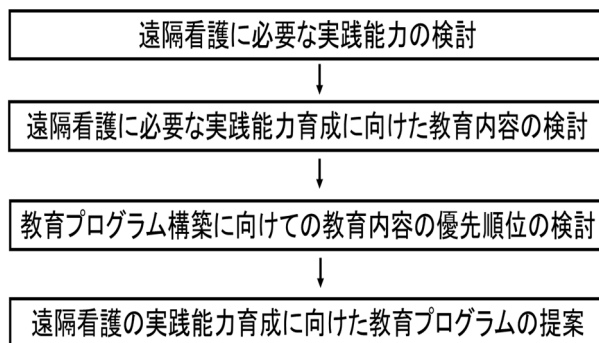 遠隔看護に必要な実践能力の検討
遠隔看護に必要な実践能力育成に向けた教育内容の検討
教育プログラム構築に向けての教育内容の優先順位の検討
遠隔看護の実践能力育成に向けた教育プログラムの提案